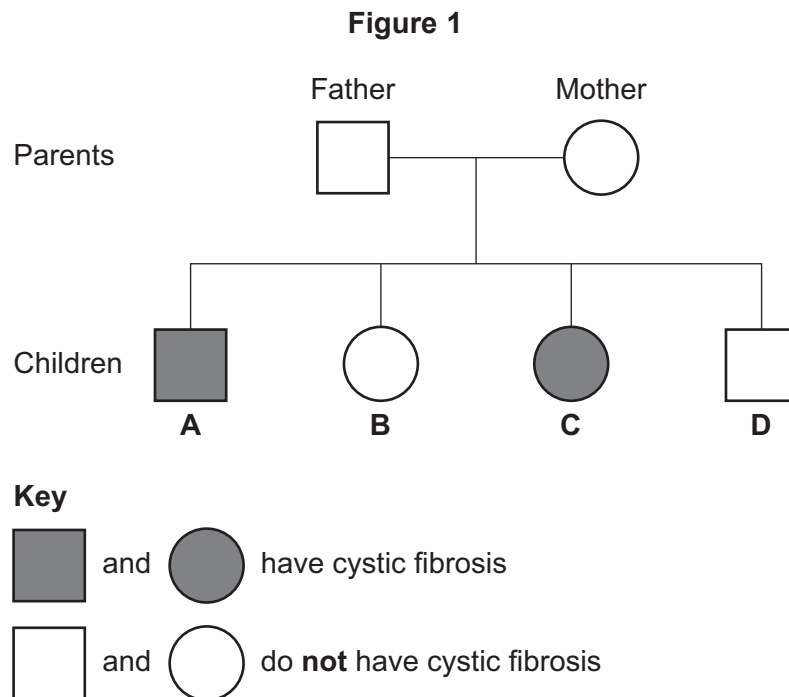 Figure 1
Father Mother
Parents
Children
A B C D
Key
and have cystic fibrosis
and do not have cystic fibrosis